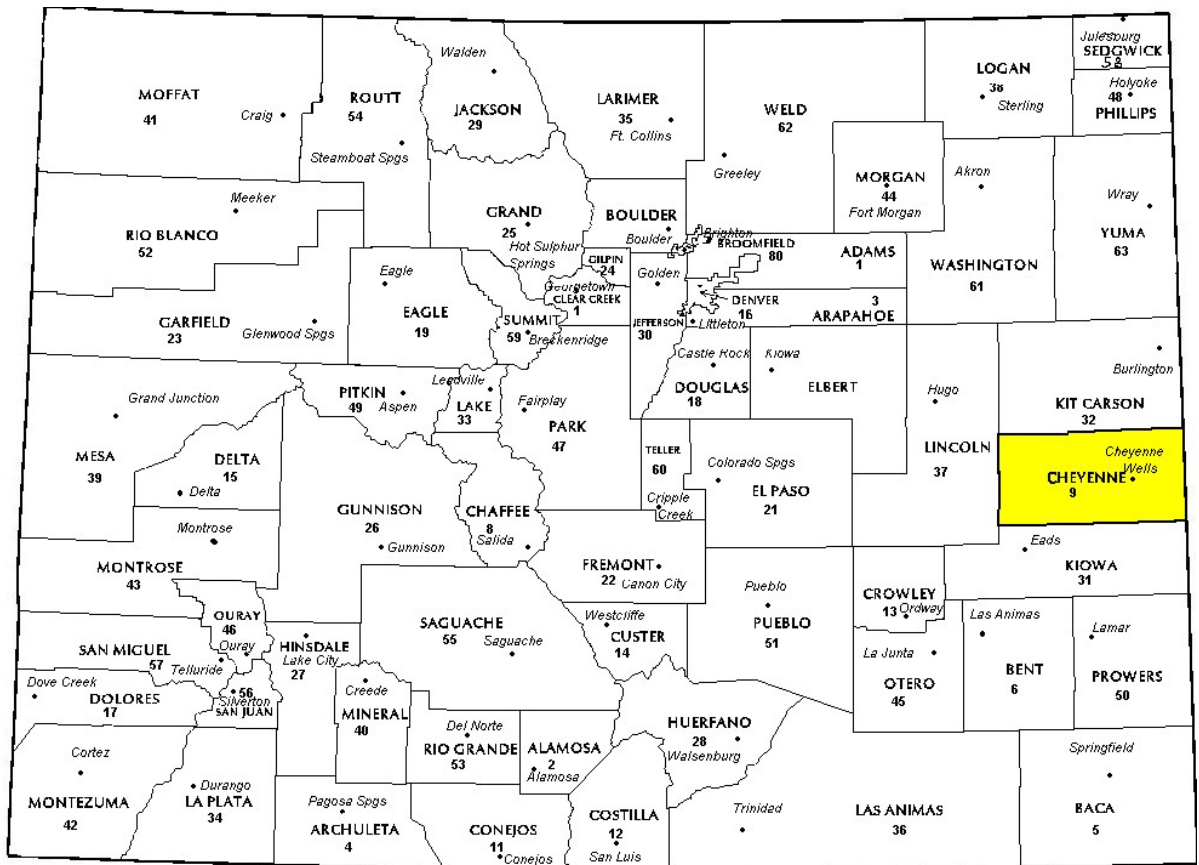 Walden
Julesburg
SEDGWICK
58
LOGAN
38
Sterling
Holyoke
48
PHILLIPS
MOFFAT
41
Craig
ROUTT
54
Steamboat Spgs
JACKSON
29
LARIMER
35
Ft. Collins
WELD
62
Greeley
MORGAN
44
Fort Morgan
Akron
Wray
YUMA
63
Meeker
RIO BLANCO
52
GRAND
25
Hot Sulphur
Springs
BOULDER
Boulder
Brighton
BROOMFIELD
80
ADAMS
1
WASHINGTON
61
GILPIN
24
Golden
Eagle
EAGLE
19
Georgetown
CLEAR CREEK
1
DENVER
16
3
ARAPAHOE
GARFIELD
23
Glenwood Spgs
SUMMIT
59
Breckenridge
JEFFERSON
30
Littleton
Castle Rock
DOUGLAS
18
Kiowa
ELBERT
Hugo
Burlington
KIT CARSON
32
PITKIN
49
Aspen
Leadville
LAKE
33
Fairplay
PARK
47
Grand Junction
MESA
39
DELTA
15
Delta
TELLER
60
Cripple
Creek
Colorado Spgs
EL PASO
21
LINCOLN
37
Cheyenne
Wells
CHEYENNE
9
GUNNISON
26
Gunnison
CHAFFEE
8
Salida
Montrose
MONTROSE
43
FREMONT
22
Canon City
Pueblo
PUEBLO
51
CROWLEY
13
Ordway
Eads
KIOWA
31
OURAY
46
Ouray
SAN MIGUEL
57
Telluride
HINSDALE
Lake City
27
SAGUACHE
55
Saguache
Westcliffe
CUSTER
14
La Junta
OTERO
45
Las Animas
BENT
6
Lamar
PROWERS
50
Dove Creek
DOLORES
17
56
Silverton
SAN JUAN
Creede
MINERAL
40
Del Norte
RIO GRANDE
53
ALAMOSA
2
Alamosa
HUERFANO
28
Walsenburg
Cortez
MONTEZUMA
42
Durango
LA PLATA
34
Pagosa Spgs
ARCHULETA
4
CONEJOS
11
Conejos
COSTILLA
12
San Luis
Trinidad
LAS ANIMAS
36
Springfield
BACA
5